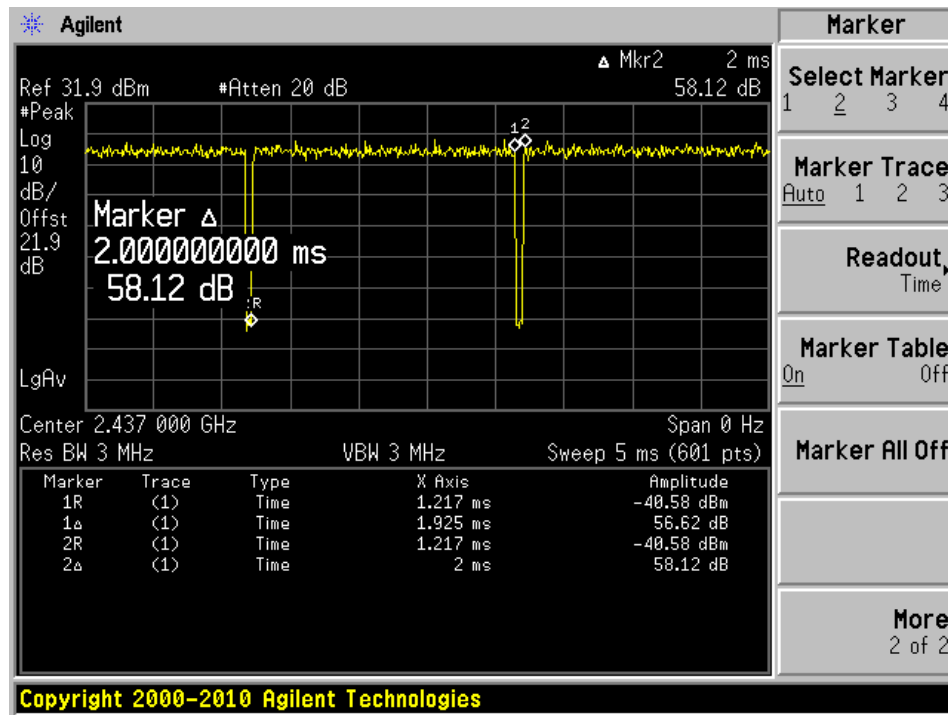 Agilent
Marker
Δ Mkr2 2 ms
Ref 31.9 dBm #Atten 20 dB 58.12 dB
#Peak
Log
10
dB/
Offst
21.9
dB
1 2
Marker Δ
2.000000000 ms
58.12 dB
R
LgAv
Center 2.437 000 GHz Span 0 Hz
Res BW 3 MHz VBW 3 MHz Sweep 5 ms (601 pts)
Marker Trace Type X Axis Amplitude
1R (1) Time 1.217 ms -40.58 dBm
1Δ (1) Time 1.925 ms 56.62 dB
2R (1) Time 1.217 ms -40.58 dBm
2Δ (1) Time 2 ms 58.12 dB
Select Marker
1 2 3 4
Marker Trace
Auto 1 2 3
Readout
Time
Marker Table
On Off
Marker All Off
More
2 of 2
Copyright 2000-2010 Agilent Technologies